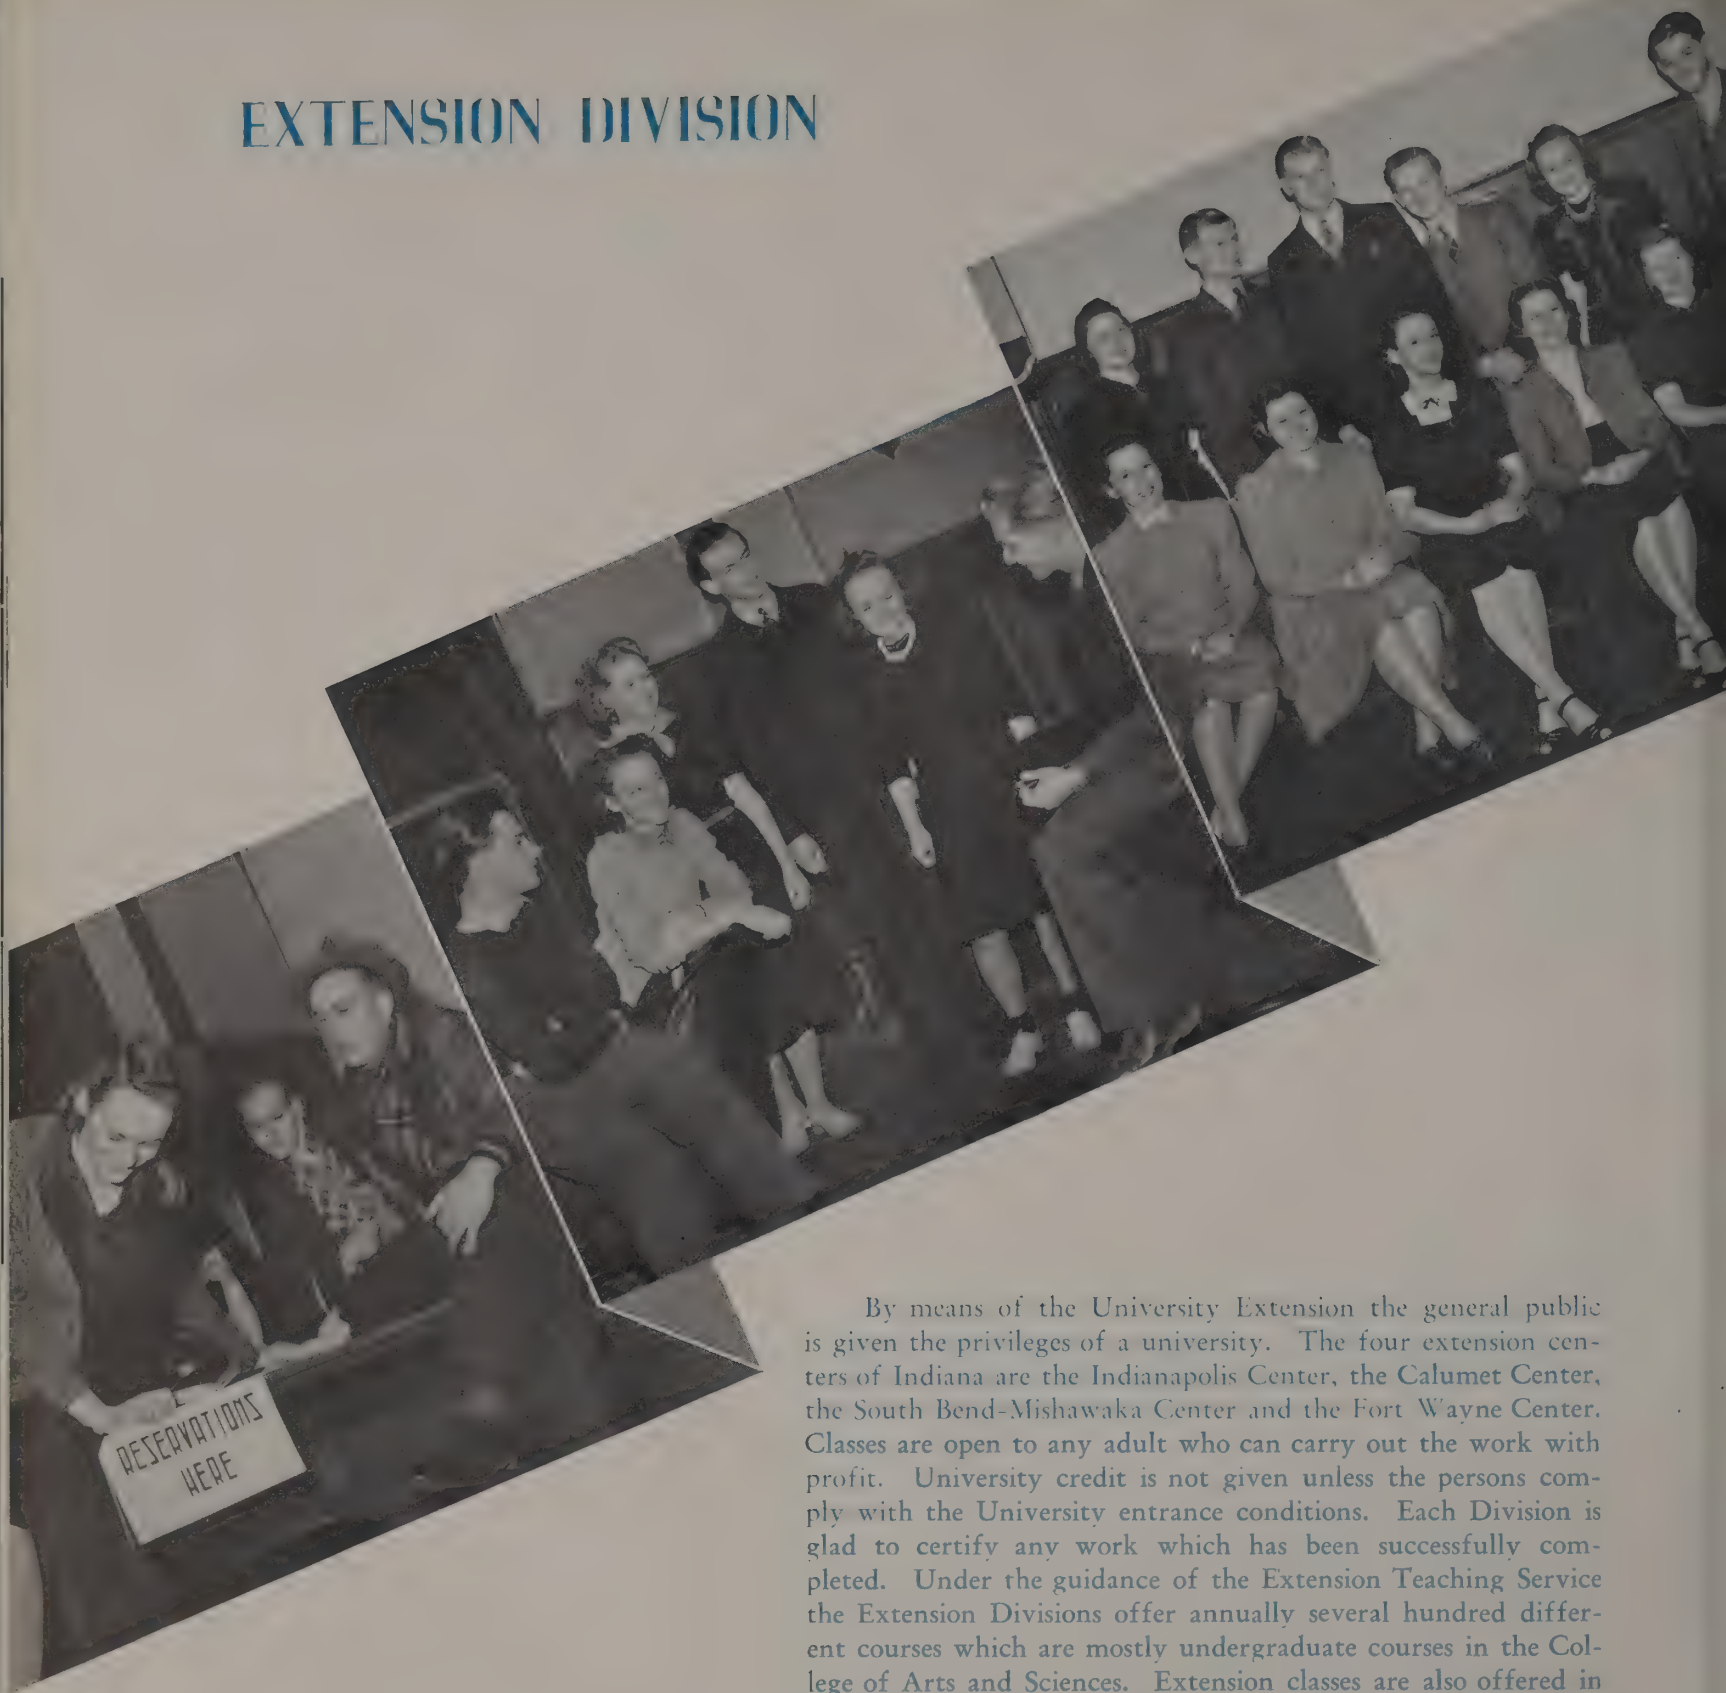 EXTENSION DIVISION
RESERVATIONS
HERE
By means of the University Extension the general public
is given the privileges of a university. The four extension cen-
ters of Indiana are the Indianapolis Center, the Calumet Center,
the South Bend-Mishawaka Center and the Fort Wayne Center.
Classes are open to any adult who can carry out the work with
profit. University credit is not given unless the persons com-
ply with the University entrance conditions. Each Division is
glad to certify any work which has been successfully com-
pleted. Under the guidance of the Extension Teaching Service
the Extension Divisions offer annually several hundred differ-
ent courses which are mostly undergraduate courses in the Col-
lege of Arts and Sciences. Extension classes are also offered in